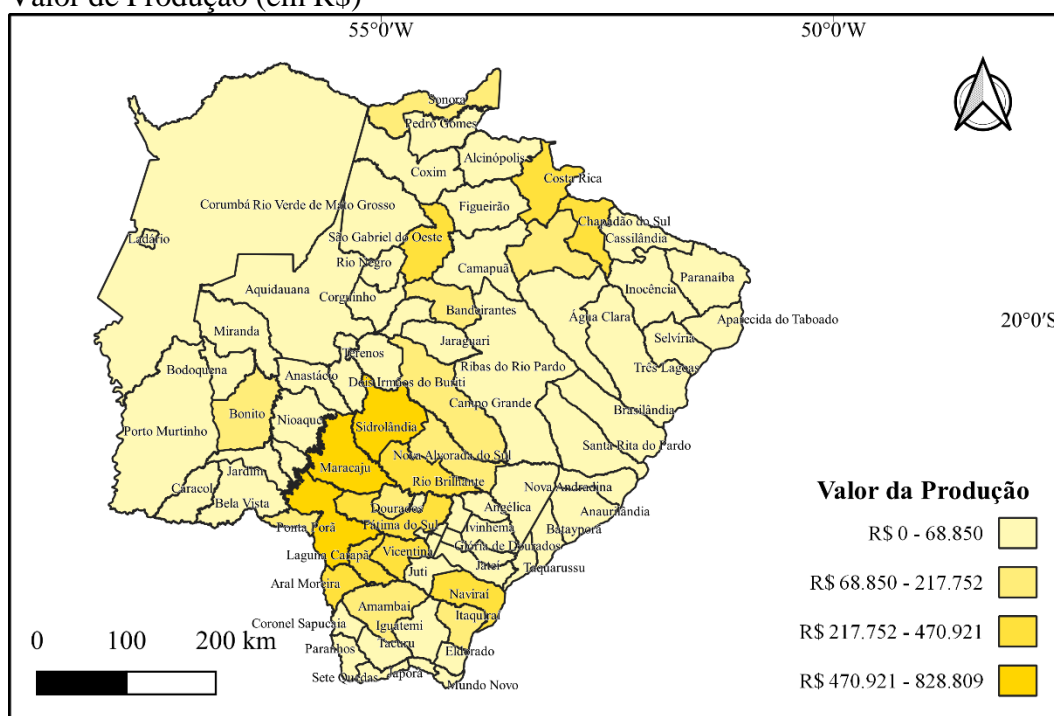 Valor de Produção (em R$)
55°0′W
50°0′W
Sonora
Pedro Gomes
Alcinópolis
Coxim
Costa Rica
Corumbá
Rio Verde de Mato Grosso
Figueirão
Chapadão do Sul
Ladário
São Gabriel do Oeste
Cassilândia
Rio Negro
Camapuã
Paranaíba
Inocência
Aquidauana
Corguinho
Bandeirantes
Água Clara
Aparecida do Taboado
20°0′S
Miranda
Jaraguari
Selvíria
Terenos
Bodoquena
Ribas do Rio Pardo
Três Lagoas
Anastácio
Dois Irmãos do Buriti
Campo Grande
Brasilândia
Bonito
Nioaque
Sidrolândia
Porto Murtinho
Santa Rita do Pardo
Nova Alvorada do Sul
Maracaju
Jardim
Rio Brilhante
Nova Andradina
Caracol
Bela Vista
Dourados
Angélica
Anaurilândia
Ponta Porã
Fátima do Sul
Ivinhema
Batayporã
Laguna Carapã
Vicentina
Glória de Dourados
Taquarussu
Juti
Jateí
Aral Moreira
Naviraí
Amambai
Itaquiraí
Coronel Sapucaia
Iguatemi
Paranhos
Tacuru
Eldorado
Sete Quedas
Japorã
Mundo Novo
0
100
200 km
Valor da Produção
R$ 0 - 68.850
R$ 68.850 - 217.752
R$ 217.752 - 470.921
R$ 470.921 - 828.809